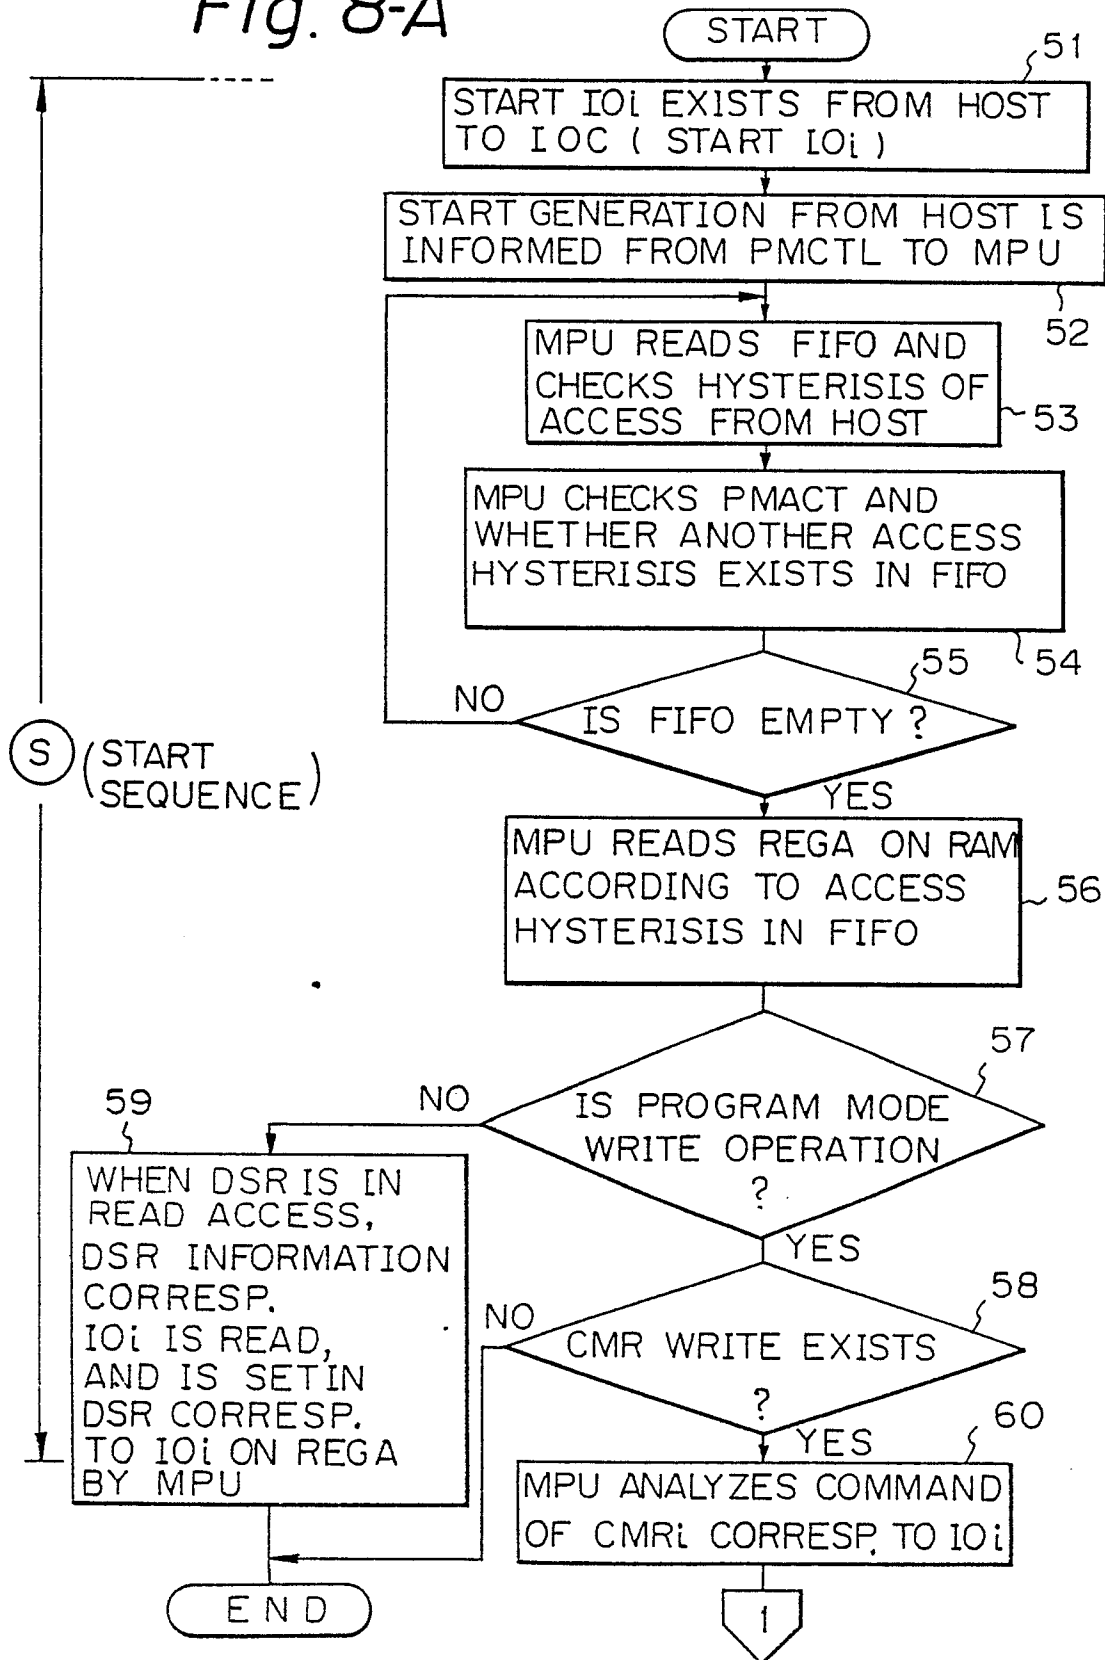 Fig. 8-A
START
51
START IOi EXISTS FROM HOST
TO IOC ( START IOi )
START GENERATION FROM HOST IS
INFORMED FROM PMCTL TO MPU
52
MPU READS FIFO AND
CHECKS HYSTERISIS OF
ACCESS FROM HOST
53
MPU CHECKS PMACT AND
WHETHER ANOTHER ACCESS
HYSTERISIS EXISTS IN FIFO
54
55
NO
IS FIFO EMPTY ?
YES
S
(START
SEQUENCE)
MPU READS REGA ON RAM
ACCORDING TO ACCESS
HYSTERISIS IN FIFO
56
57
NO
IS PROGRAM MODE
WRITE OPERATION
?
YES
59
WHEN DSR IS IN
READ ACCESS,
DSR INFORMATION
CORRESP.
IOi IS READ,
AND IS SETIN
DSR CORRESP.
TO IOi ON REGA
BY MPU
58
NO
CMR WRITE EXISTS
?
YES
60
MPU ANALYZES COMMAND
OF CMRi CORRESP. TO IOi
END
1